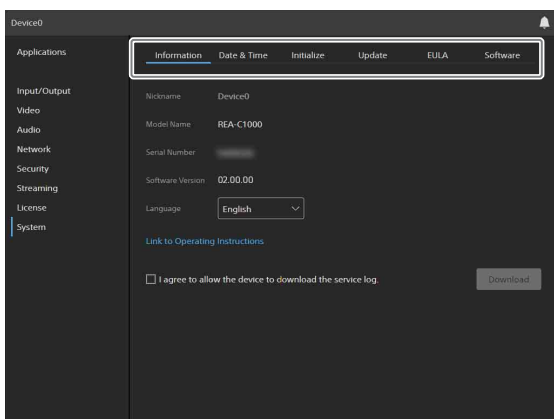 Device0
Applications
Input/Output
Video
Audio
Network
Security
Streaming
License
System
Information Date & Time Initialize Update EULA Software
Nickname Device0
Model Name REA-C1000
Serial Number
Software Version 02.00.00
Language English
Link to Operating Instructions
I agree to allow the device to download the service log. Download